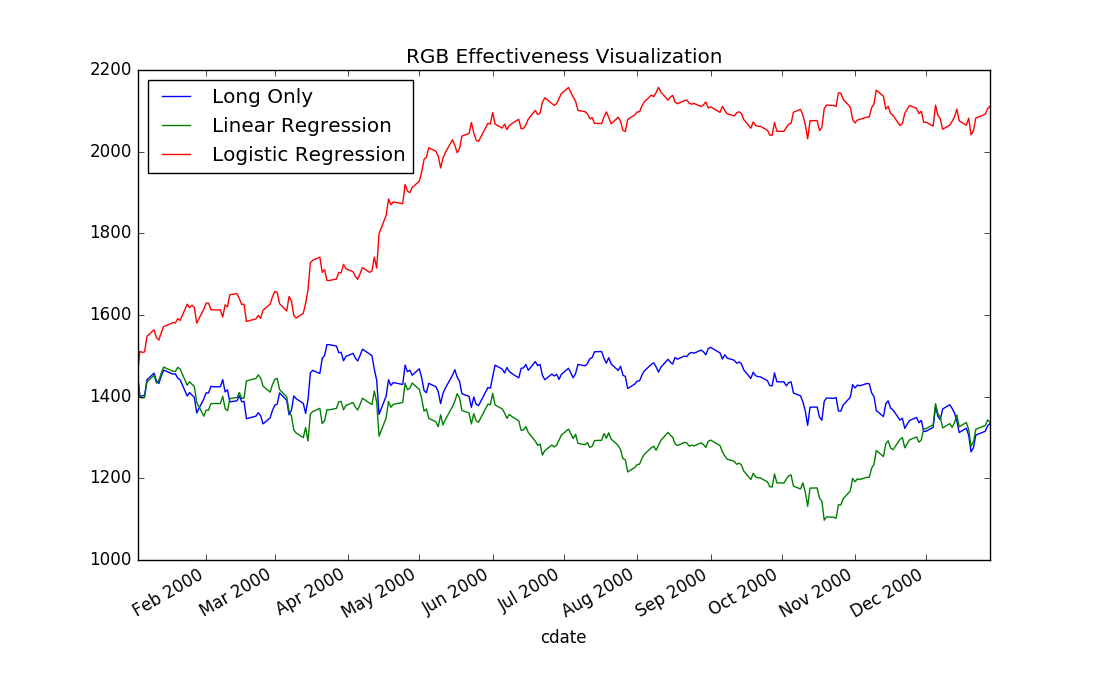 RGB Effectiveness Visualization
2200
2000
1800
1600
1400
1200
1000
Long Only
Linear Regression
Logistic Regression
Feb 2000
Mar 2000
Apr 2000
May 2000
Jun 2000
Jul 2000
Aug 2000
Sep 2000
Oct 2000
Nov 2000
Dec 2000
cdate